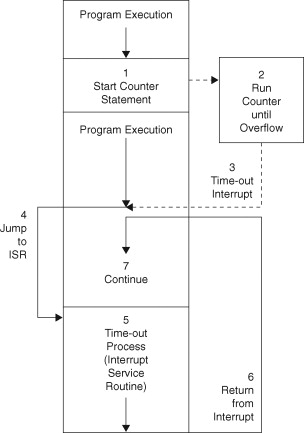 Program Execution
1
Start Counter
Statement
2
Run
Counter
until
Overflow
Program Execution
3
Time-out
Interrupt
4
Jump
to
ISR
7
Continue
5
Time-out
Process
(Interrupt
Service
Routine)
6
Return
from
Interrupt